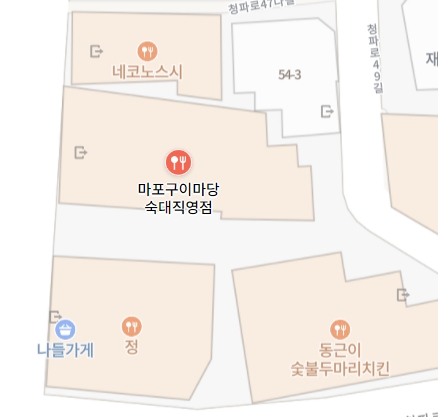 청파로47나길
청파로49길
재
네코노스시
54-3
마포구이마당
숙대직영점
나들가게
정
동근이
숯불두마리치킨